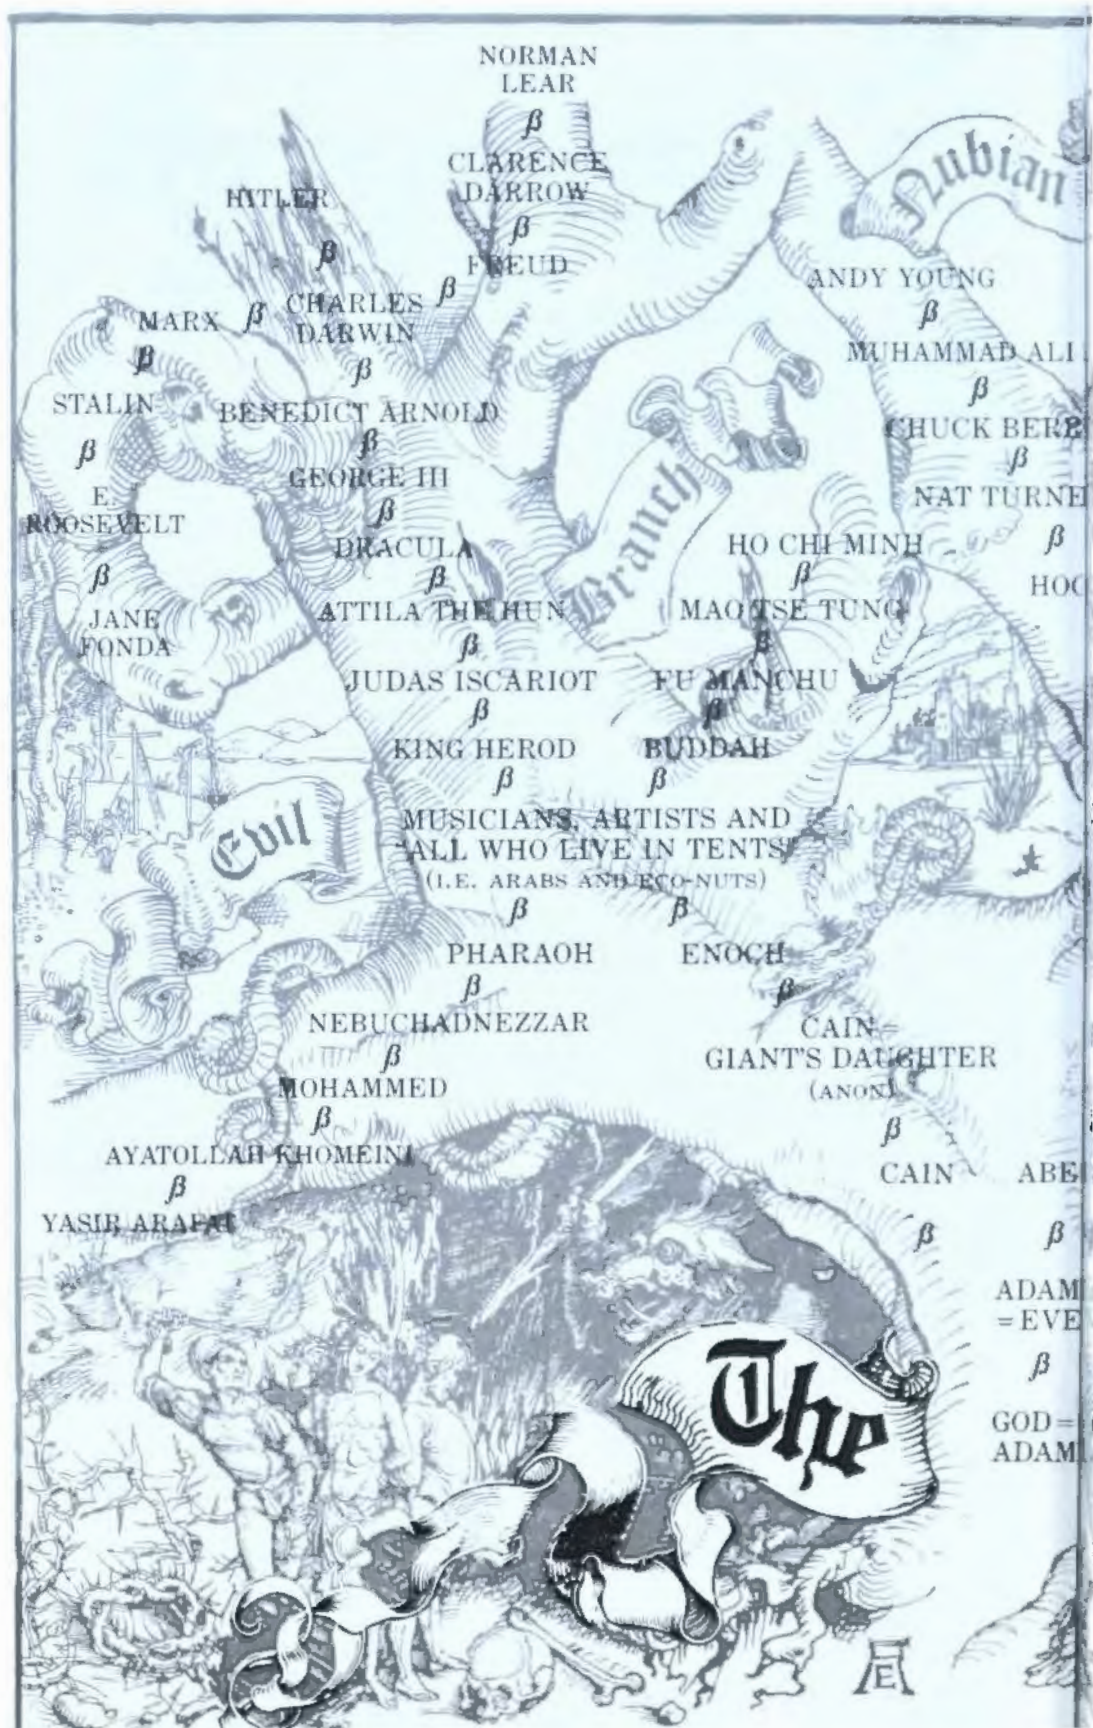 NORMAN
LEAR
β
CLARENCE
DARROW
β
FREUD
β
HITLER
β
MARX β CHARLES
DARWIN
β
β
STALIN
β
E.
ROOSEVELT
β
JANE
FONDA
BENEDICT ARNOLD
β
GEORGE III
β
DRACULA
β
ATTILA THE HUN
β
JUDAS ISCARIOT
β
KING HEROD
β
Nubian
ANDY YOUNG
β
MUHAMMAD ALI
β
CHUCK BERR
β
NAT TURNE
β
HOO
Branch
HO CHI MINH
β
MAO TSE TUNG
β
FU MANCHU
β
BUDDAH
β
Evil
MUSICIANS, ARTISTS AND
"ALL WHO LIVE IN TENTS"
(I.E. ARABS AND ECO-NUTS)
β β
PHARAOH
β
NEBUCHADNEZZAR
β
MOHAMMED
β
AYATOLLAH KHOMEINI
β
YASIR ARAFAT
ENOCH
β
CAIN =
GIANT'S DAUGHTER
(ANON)
β
CAIN ABE
β β
ADAM
= EVE
β
GOD =
ADAM
The
AE